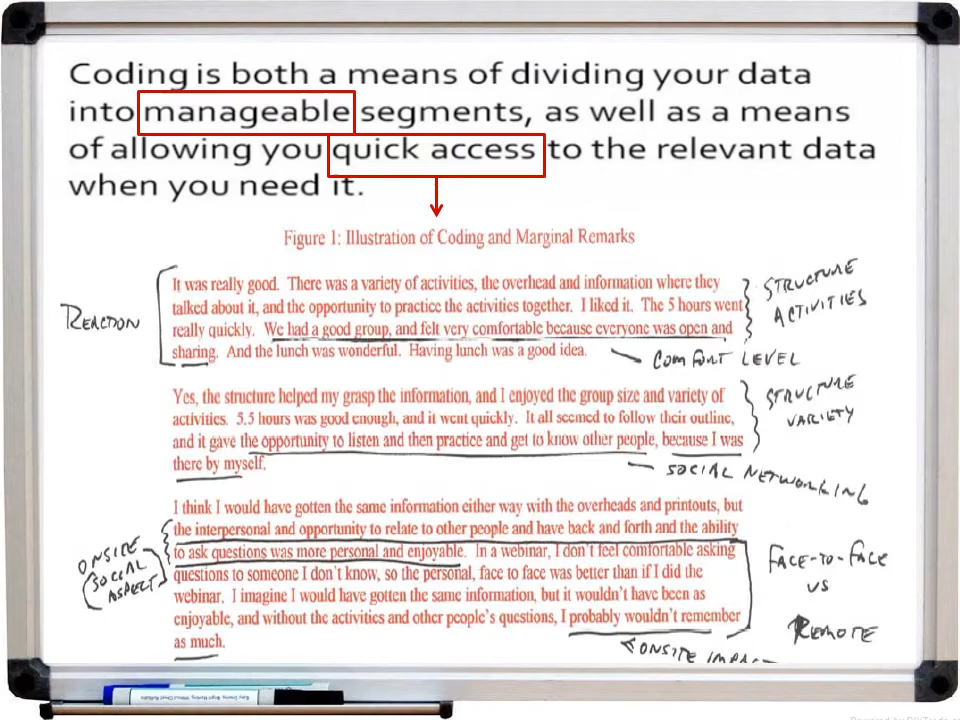 Coding is both a means of dividing your data
into manageable segments, as well as a means
of allowing you quick access to the relevant data
when you need it.
Figure 1: Illustration of Coding and Marginal Remarks
REACTION
It was really good. There was a variety of activities, the overhead and information where they
talked about it, and the opportunity to practice the activities together. I liked it. The 5 hours went
really quickly. We had a good group, and felt very comfortable because everyone was open and
sharing. And the lunch was wonderful. Having lunch was a good idea.
STRUCTURE
ACTIVITIES
COMFORT LEVEL
Yes, the structure helped my grasp the information, and I enjoyed the group size and variety of
activities. 5.5 hours was good enough, and it went quickly. It all seemed to follow their outline,
and it gave the opportunity to listen and then practice and get to know other people, because I was
there by myself.
STRUCTURE
VARIETY
SOCIAL NETWORKING
I think I would have gotten the same information either way with the overheads and printouts, but
the interpersonal and opportunity to relate to other people and have back and forth and the ability
to ask questions was more personal and enjoyable. In a webinar, I don't feel comfortable asking
questions to someone I don't know, so the personal, face to face was better than if I did the
webinar. I imagine I would have gotten the same information, but it wouldn't have been as
enjoyable, and without the activities and other people's questions, I probably wouldn't remember
as much.
ONSITE
SOCIAL
ASPECT
FACE-TO-FACE
VS
REMOTE
ONSITE